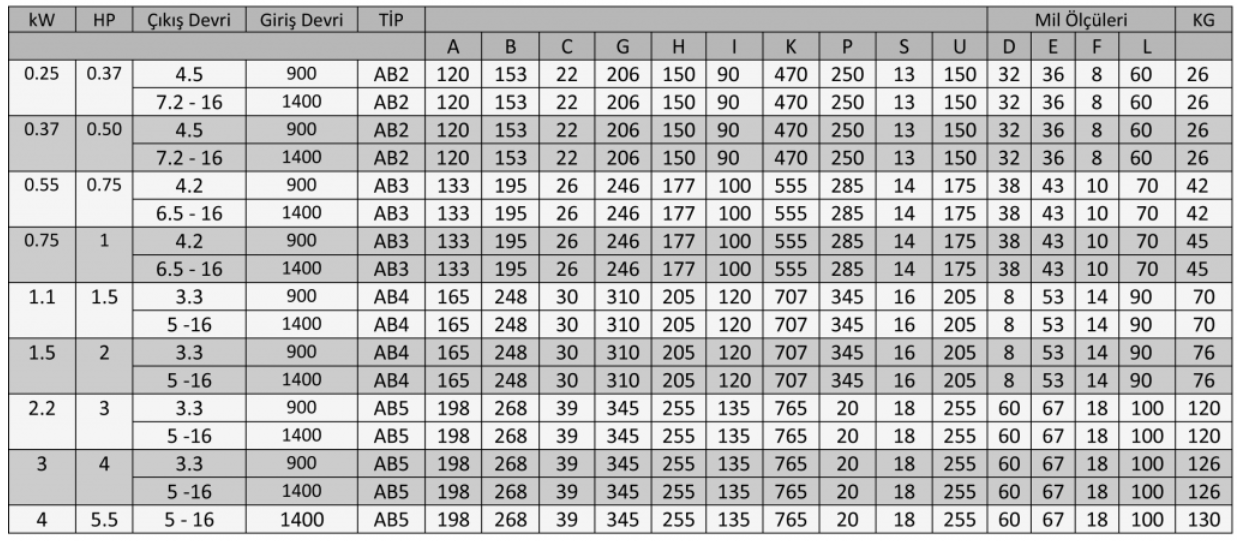 kW HP Çıkış Devri Giriş Devri TİP Mil Ölçüleri KG
A B C G H I K P S U D E F L
0.25 0.37 4.5 900 AB2 120 153 22 206 150 90 470 250 13 150 32 36 8 60 26
7.2 - 16 1400 AB2 120 153 22 206 150 90 470 250 13 150 32 36 8 60 26
0.37 0.50 4.5 900 AB2 120 153 22 206 150 90 470 250 13 150 32 36 8 60 26
7.2 - 16 1400 AB2 120 153 22 206 150 90 470 250 13 150 32 36 8 60 26
0.55 0.75 4.2 900 AB3 133 195 26 246 177 100 555 285 14 175 38 43 10 70 42
6.5 - 16 1400 AB3 133 195 26 246 177 100 555 285 14 175 38 43 10 70 42
0.75 1 4.2 900 AB3 133 195 26 246 177 100 555 285 14 175 38 43 10 70 45
6.5 - 16 1400 AB3 133 195 26 246 177 100 555 285 14 175 38 43 10 70 45
1.1 1.5 3.3 900 AB4 165 248 30 310 205 120 707 345 16 205 8 53 14 90 70
5 -16 1400 AB4 165 248 30 310 205 120 707 345 16 205 8 53 14 90 70
1.5 2 3.3 900 AB4 165 248 30 310 205 120 707 345 16 205 8 53 14 90 76
5 -16 1400 AB4 165 248 30 310 205 120 707 345 16 205 8 53 14 90 76
2.2 3 3.3 900 AB5 198 268 39 345 255 135 765 20 18 255 60 67 18 100 120
5 -16 1400 AB5 198 268 39 345 255 135 765 20 18 255 60 67 18 100 120
3 4 3.3 900 AB5 198 268 39 345 255 135 765 20 18 255 60 67 18 100 126
5 -16 1400 AB5 198 268 39 345 255 135 765 20 18 255 60 67 18 100 126
4 5.5 5 - 16 1400 AB5 198 268 39 345 255 135 765 20 18 255 60 67 18 100 130